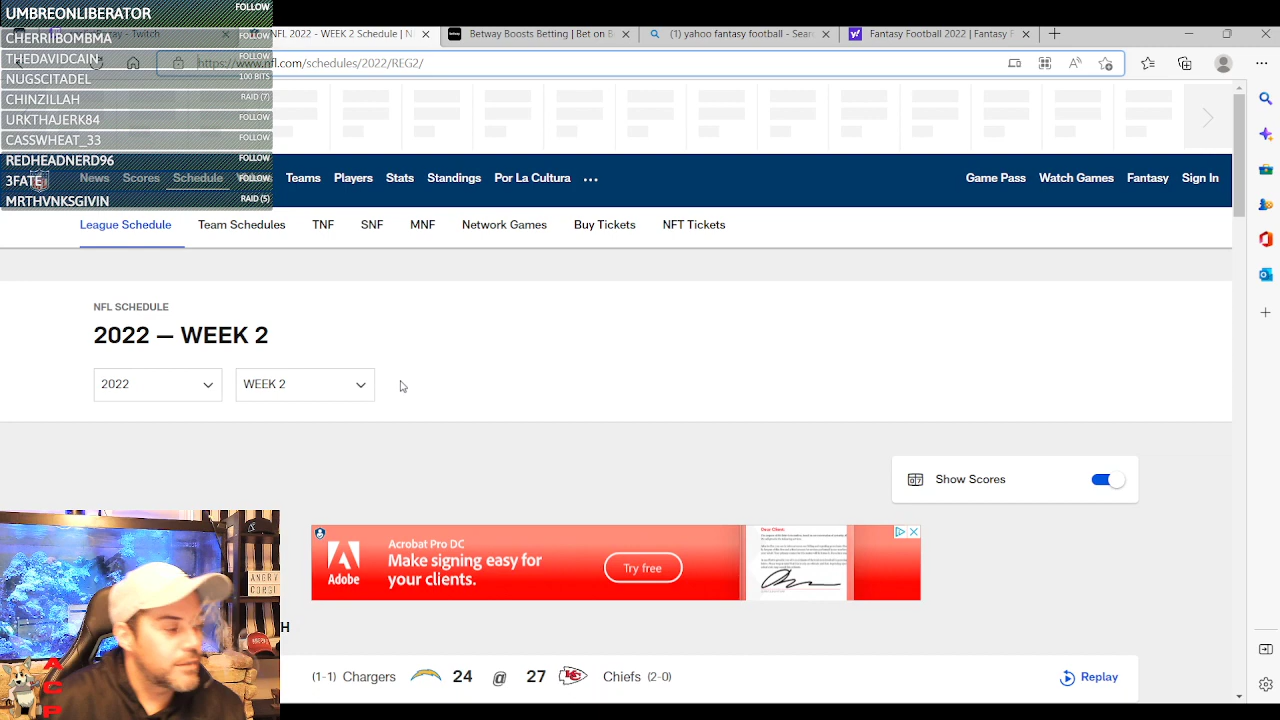 UMBREONLIBERATOR FOLLOW
CHERRIIBOMBMA FOLLOW
THEDAVIDCAIN FOLLOW
NUGSCITADEL 100 BITS
CHINZILLAH RAID (7)
URKTHAJERK84 FOLLOW
CASSWHEAT_33 FOLLOW
REDHEADNERD96 FOLLOW
3FATE FOLLOW
MRTHVNKSGIVIN RAID (5)
Twitch
NFL 2022 - WEEK 2 Schedule | N
Betway Boosts Betting | Bet on B
(1) yahoo fantasy football - Sear
Fantasy Football 2022 | Fantasy F
https://www.nfl.com/schedules/2022/REG2/
News Scores Schedule Teams Players Stats Standings Por La Cultura ...
Game Pass Watch Games Fantasy Sign In
League Schedule Team Schedules TNF SNF MNF Network Games Buy Tickets NFT Tickets
NFL SCHEDULE
2022 — WEEK 2
2022 WEEK 2
Show Scores
Adobe
Acrobat Pro DC
Make signing easy for
your clients.
Try free
Dear Client:
ANGRY
CORGI
H
A
C
P
(1-1) Chargers 24 @ 27 Chiefs (2-0) Replay